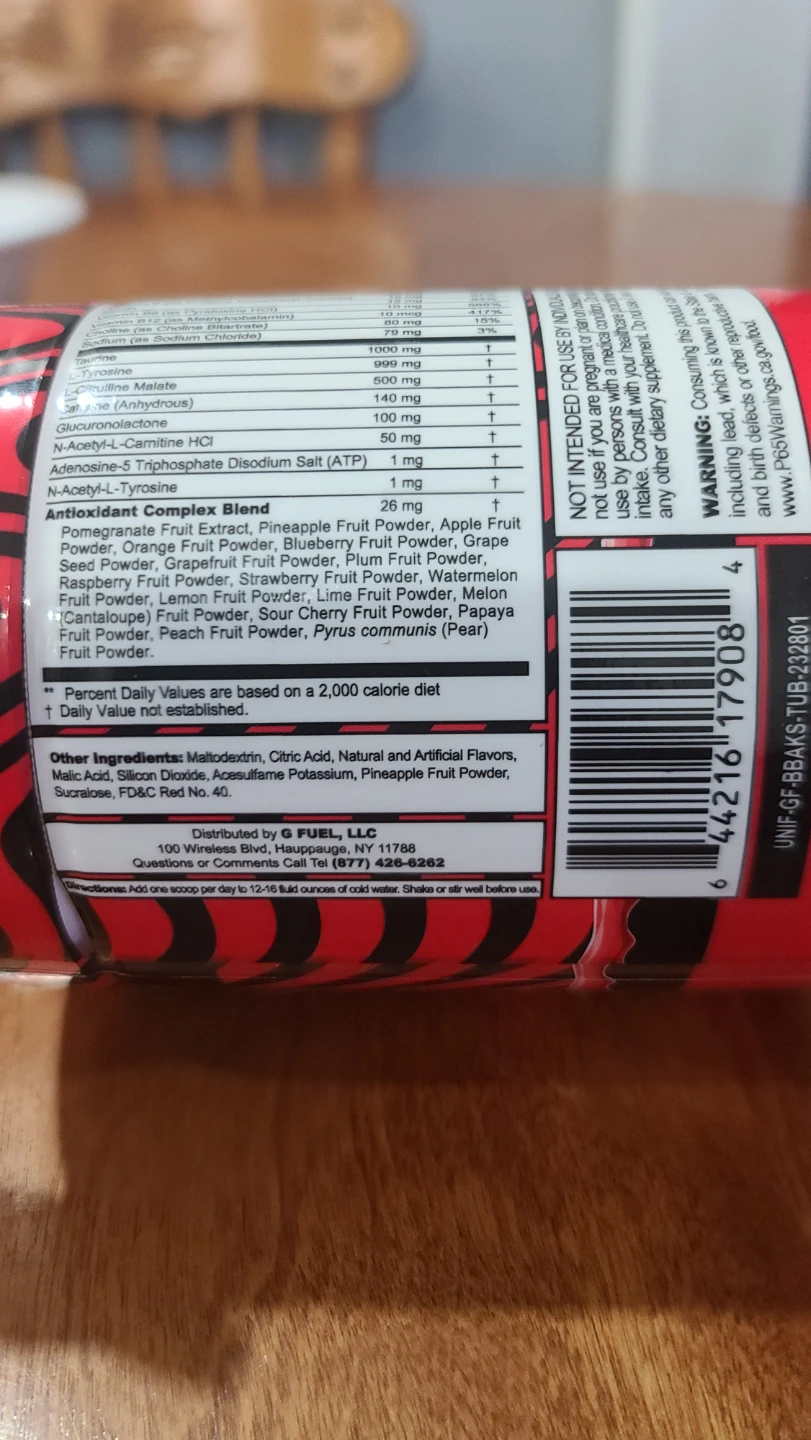 10 mg
Vitamin B12 (as Methylcobalamin) 10 mcg 417%
Choline (as Choline Bitartrate) 80 mg 15%
Sodium (as Sodium Chloride) 79 mg 3%
Taurine 1000 mg †
L-Tyrosine 999 mg †
L-Citrulline Malate 500 mg †
Caffeine (Anhydrous) 140 mg †
Glucuronolactone 100 mg †
N-Acetyl-L-Carnitine HCl 50 mg †
Adenosine-5 Triphosphate Disodium Salt (ATP) 1 mg †
N-Acetyl-L-Tyrosine 1 mg †
Antioxidant Complex Blend 26 mg †
Pomegranate Fruit Extract, Pineapple Fruit Powder, Apple Fruit
Powder, Orange Fruit Powder, Blueberry Fruit Powder, Grape
Seed Powder, Grapefruit Fruit Powder, Plum Fruit Powder,
Raspberry Fruit Powder, Strawberry Fruit Powder, Watermelon
Fruit Powder, Lemon Fruit Powder, Lime Fruit Powder, Melon
(Cantaloupe) Fruit Powder, Sour Cherry Fruit Powder, Papaya
Fruit Powder, Peach Fruit Powder, Pyrus communis (Pear)
Fruit Powder.
** Percent Daily Values are based on a 2,000 calorie diet
† Daily Value not established.
Other Ingredients: Maltodextrin, Citric Acid, Natural and Artificial Flavors,
Malic Acid, Silicon Dioxide, Acesulfame Potassium, Pineapple Fruit Powder,
Sucralose, FD&C Red No. 40.
Distributed by G FUEL, LLC
100 Wireless Blvd, Hauppauge, NY 11788
Questions or Comments Call Tel (877) 426-6262
Directions: Add one scoop per day to 12-16 fluid ounces of cold water. Shake or stir well before use.
NOT INTENDED FOR USE BY
not use if you are pregnant or plan on
use by persons with a medical condition.
intake. Consult with your healthcare
any other dietary supplement. Do not
WARNING: Consuming this product
including lead, which is known to the
and birth defects or other reproductive
www.P65Warnings.ca.gov/food.
6 44216 17908 4
UNIF-GF-BBAKS-TUB-232801